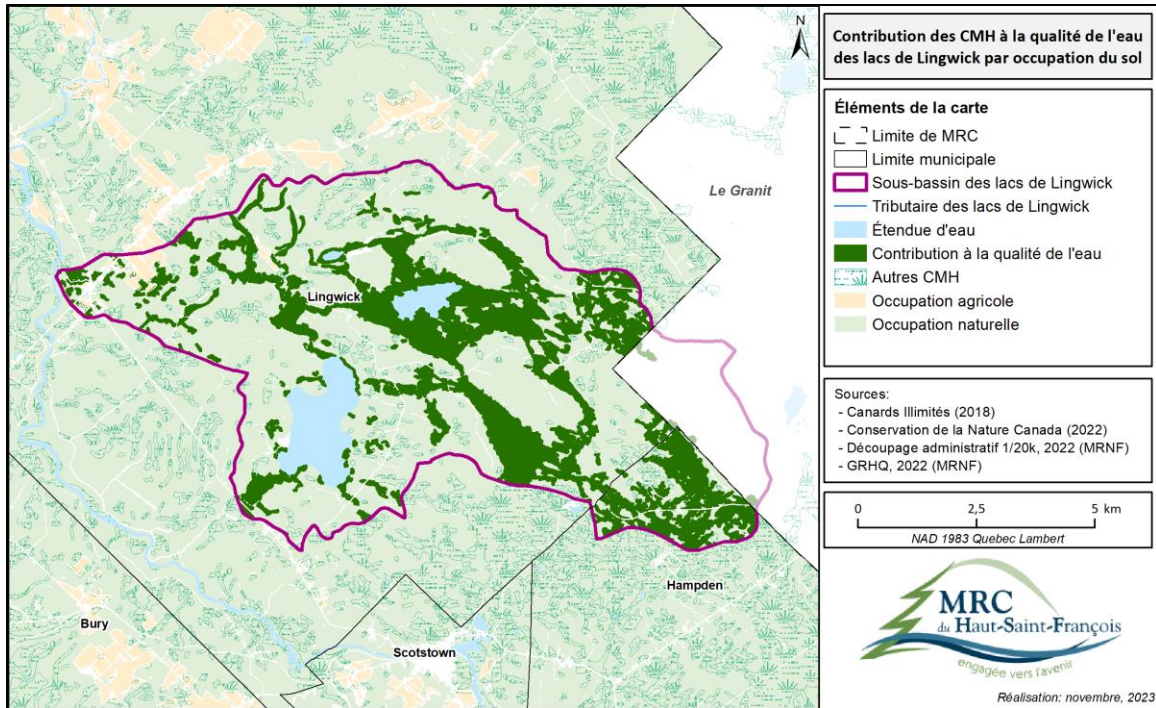 N
Le Granit
Lingwick
Hampden
Bury
Scotstown
Contribution des CMH à la qualité de l'eau
des lacs de Lingwick par occupation du sol
Éléments de la carte
Limite de MRC
Limite municipale
Sous-bassin des lacs de Lingwick
Tributaire des lacs de Lingwick
Étendue d'eau
Contribution à la qualité de l'eau
Autres CMH
Occupation agricole
Occupation naturelle
Sources:
- Canards Illimités (2018)
- Conservation de la Nature Canada (2022)
- Découpage administratif 1/20k, 2022 (MRNF)
- GRHQ, 2022 (MRNF)
0 2,5 5 km
NAD 1983 Quebec Lambert
MRC
du Haut-Saint-François
engagée vers l'avenir
Réalisation: novembre, 2023